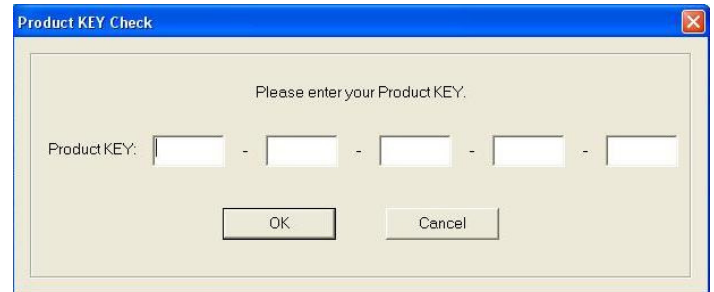 Product KEY Check
Please enter your Product KEY.
Product KEY: - - - -
OK Cancel